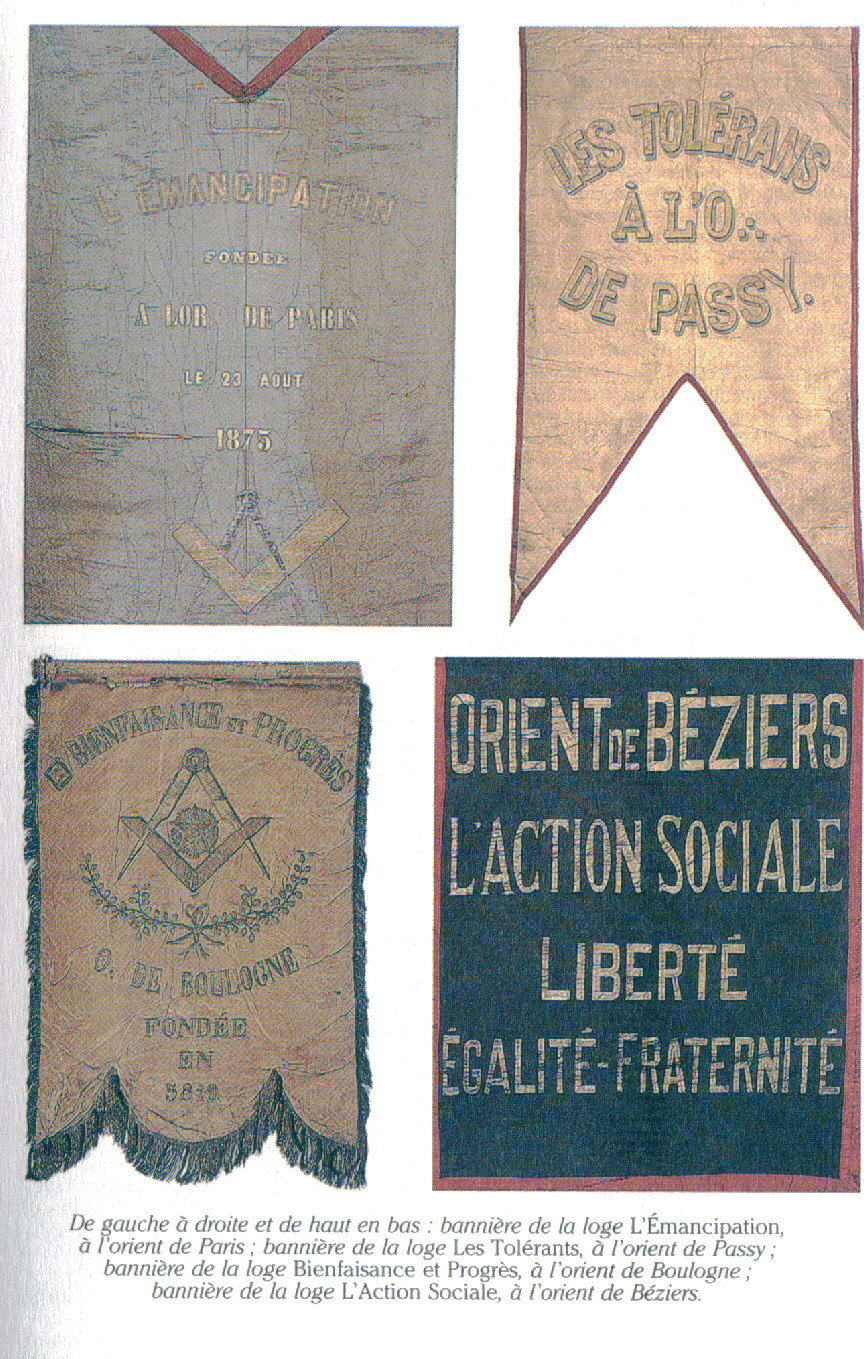 L'ÉMANCIPATION
FONDÉE
A LOR DE PARIS
LE 23 AOUT
1875
LES TOLÉRANS
À L'O∴
DE PASSY.
BIENFAISANCE ET PROGRÈS
O. DE BOULOGNE
FONDÉE
EN
ORIENT DE BÉZIERS
L'ACTION SOCIALE
LIBERTÉ
ÉGALITÉ-FRATERNITÉ
De gauche à droite et de haut en bas : bannière de la loge L'Émancipation,
à l'orient de Paris ; bannière de la loge Les Tolérants, à l'orient de Passy ;
bannière de la loge Bienfaisance et Progrès, à l'orient de Boulogne ;
bannière de la loge L'Action Sociale, à l'orient de Béziers.